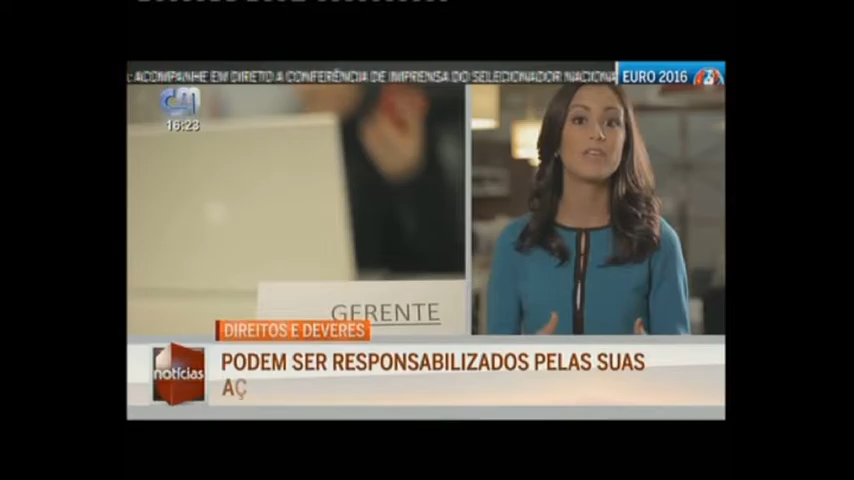 ACOMPANHE EM DIRETO A CONFERÊNCIA DE IMPRENSA DO SELECIONADOR NACIONA
EURO 2016
CM
16:23
GERENTE
DIREITOS E DEVERES
notícias
PODEM SER RESPONSABILIZADOS PELAS SUAS
AÇ